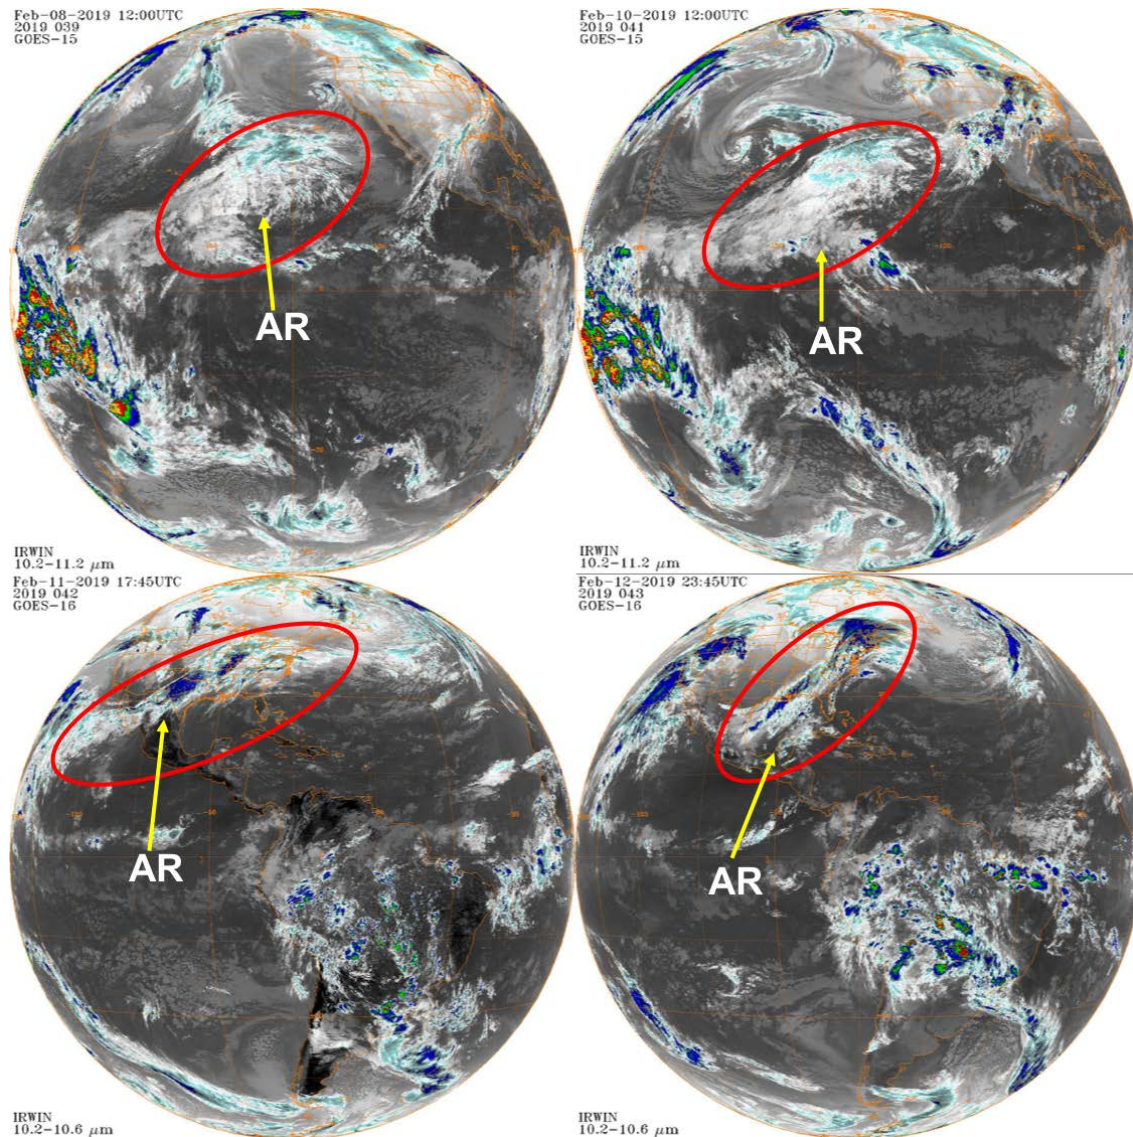 Feb-08-2019 12:00UTC
2019 039
GOES-15
AR
IRWIN
10.2-11.2 μm
Feb-10-2019 12:00UTC
2019 041
GOES-15
AR
IRWIN
10.2-11.2 μm
Feb-11-2019 17:45UTC
2019 042
GOES-16
AR
IRWIN
10.2-10.6 μm
Feb-12-2019 23:45UTC
2019 043
GOES-16
AR
IRWIN
10.2-10.6 μm